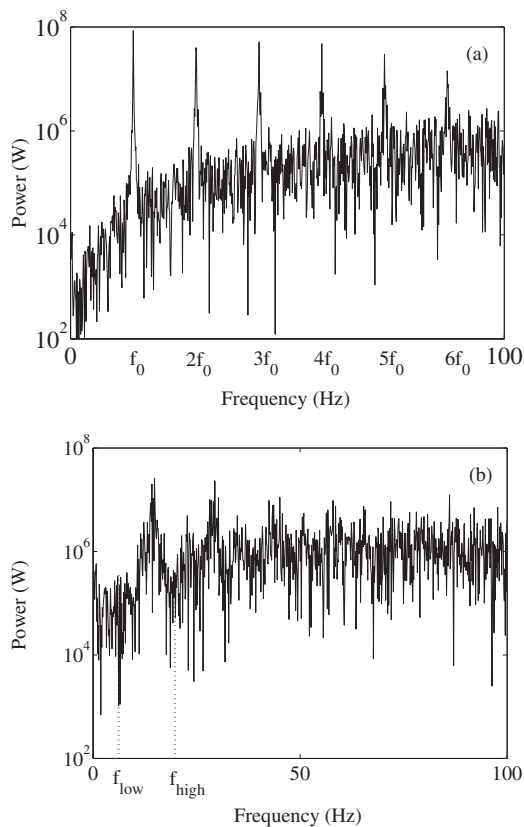 10^8
(a)
10^6
Power (W)
10^4
10^2
0 f_0 2f_0 3f_0 4f_0 5f_0 6f_0 100
Frequency (Hz)
10^8
(b)
10^6
Power (W)
10^4
10^2
0 f_low f_high 50 100
Frequency (Hz)